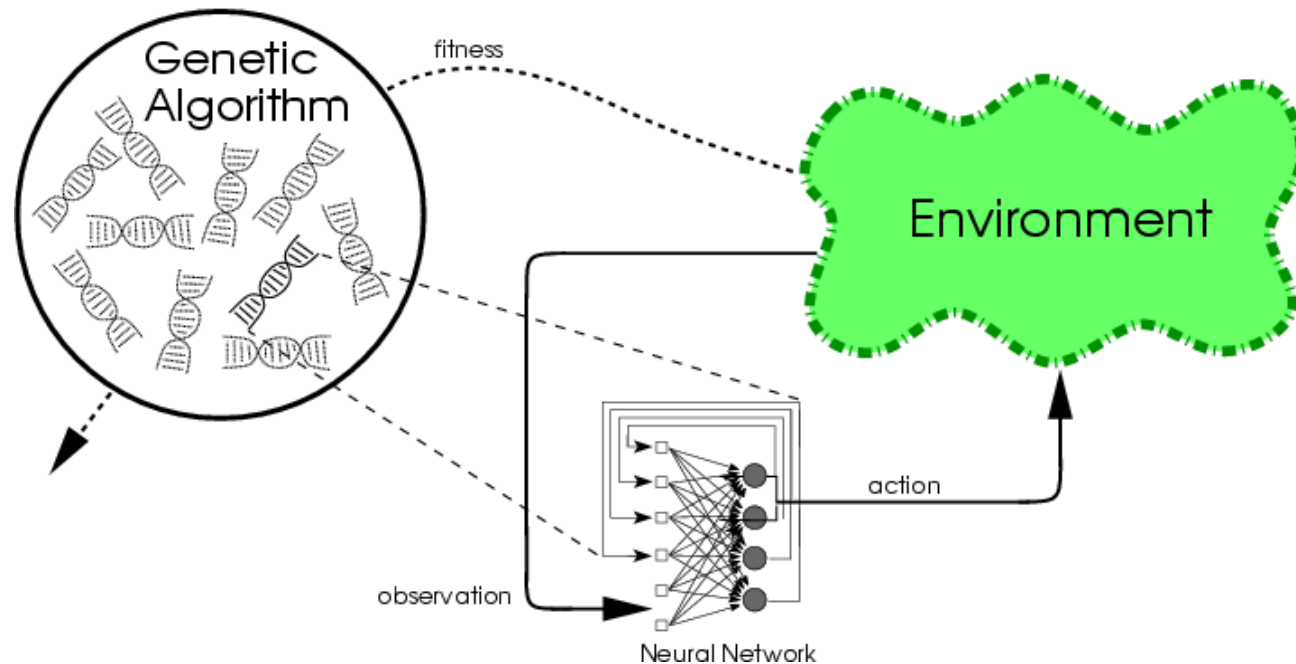 Genetic
Algorithm
fitness
Environment
action
observation
Neural Network